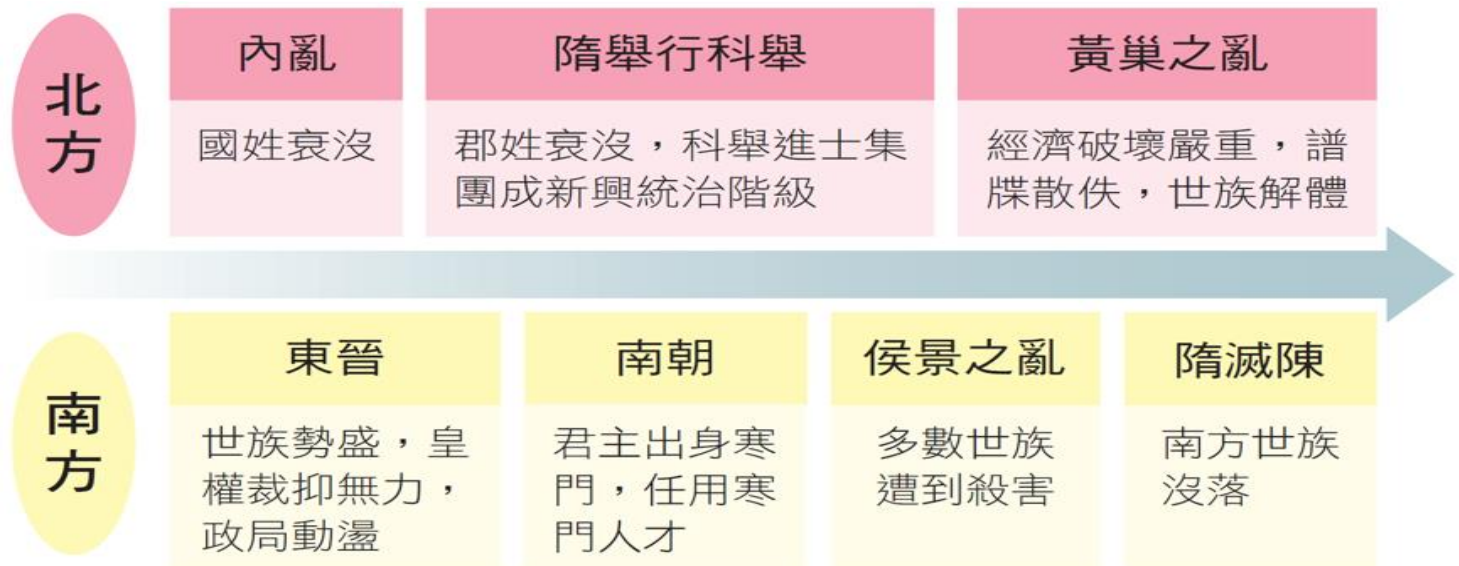 北方
內亂
國姓衰沒
隋舉行科舉
郡姓衰沒，科舉進士集
團成新興統治階級
黃巢之亂
經濟破壞嚴重，譜
牒散佚，世族解體
南方
東晉
世族勢盛，皇
權裁抑無力，
政局動盪
南朝
君主出身寒
門，任用寒
門人才
侯景之亂
多數世族
遭到殺害
隋滅陳
南方世族
沒落